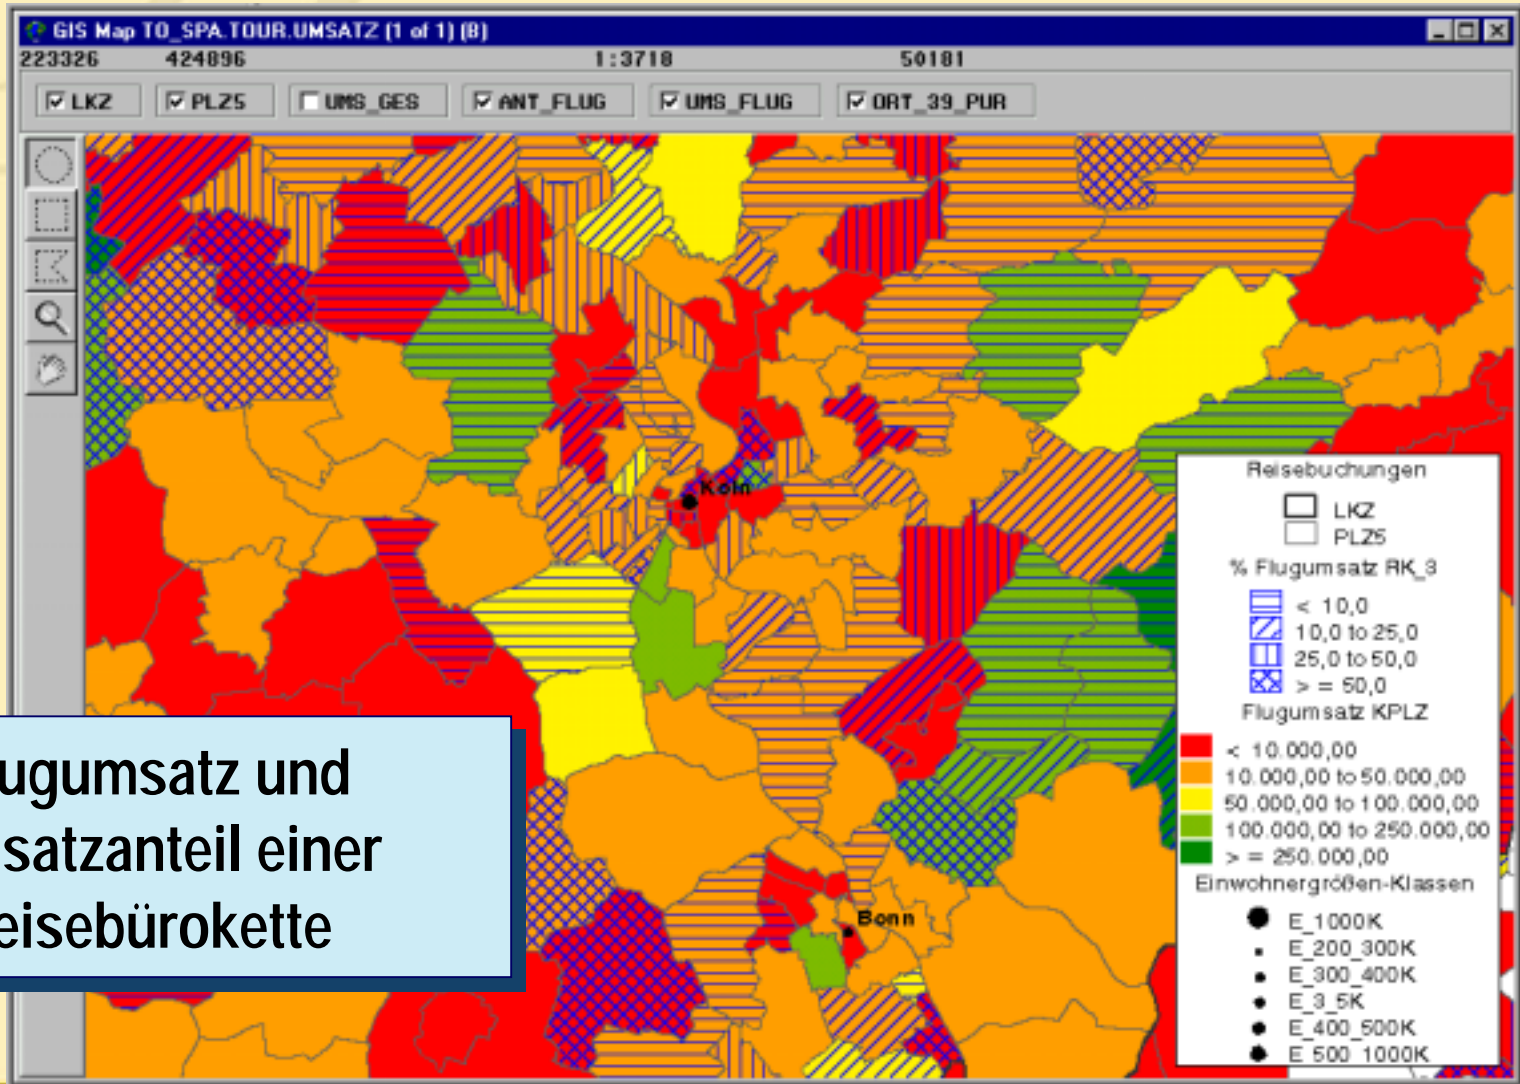 GIS Map TO_SPA.TOUR.UMSATZ (1 of 1) (B)
223326 424896 1:3718 50181
LKZ PLZ5 UMS_GES ANT_FLUG UMS_FLUG ORT_39_PUR
Köln
Bonn
Reisebuchungen
LKZ
PLZ5
% Flugumsatz RK_3
< 10,0
10,0 to 25,0
25,0 to 50,0
> = 50,0
Flugumsatz KPLZ
< 10.000,00
10.000,00 to 50.000,00
50.000,00 to 100.000,00
100.000,00 to 250.000,00
> = 250.000,00
Einwohnergrößen-Klassen
E_1000K
E_200_300K
E_300_400K
E_3_5K
E_400_500K
E_500_1000K
ugumsatz und
satzanteil einer
eisebürokette